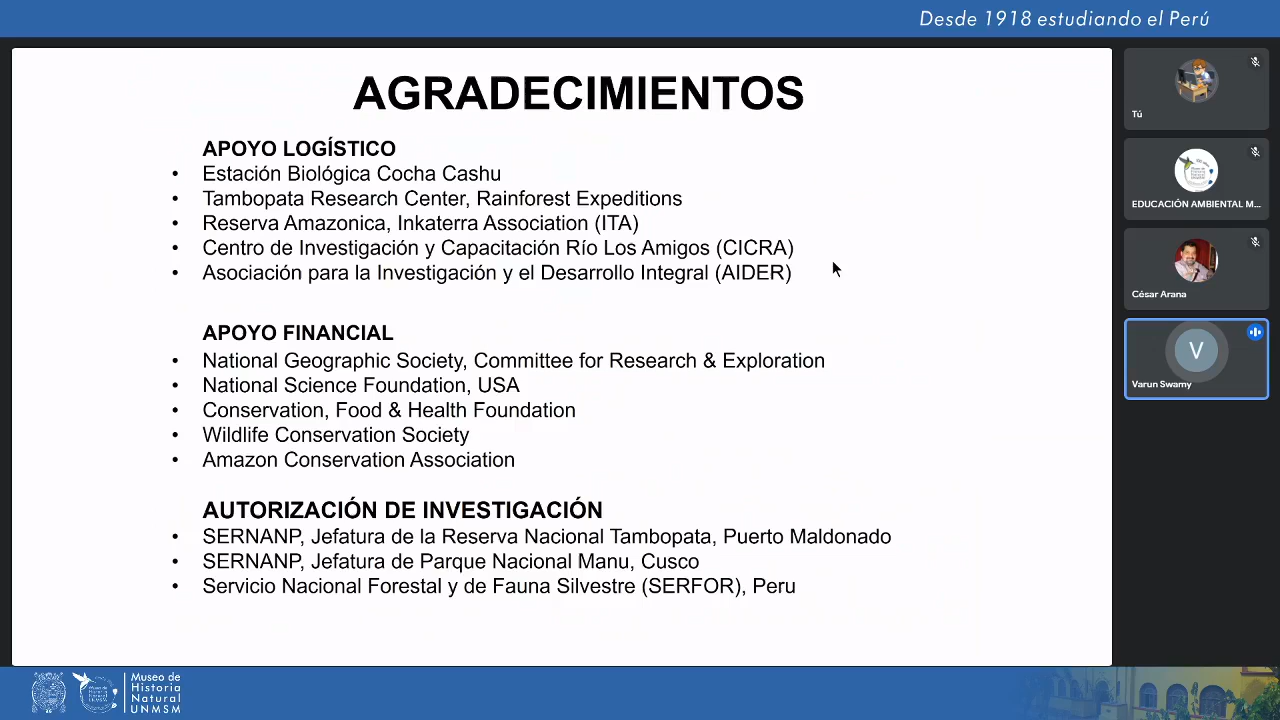 Desde 1918 estudiando el Perú
AGRADECIMIENTOS
APOYO LOGÍSTICO
• Estación Biológica Cocha Cashu
• Tambopata Research Center, Rainforest Expeditions
• Reserva Amazonica, Inkaterra Association (ITA)
• Centro de Investigación y Capacitación Río Los Amigos (CICRA)
• Asociación para la Investigación y el Desarrollo Integral (AIDER)
APOYO FINANCIAL
• National Geographic Society, Committee for Research & Exploration
• National Science Foundation, USA
• Conservation, Food & Health Foundation
• Wildlife Conservation Society
• Amazon Conservation Association
AUTORIZACIÓN DE INVESTIGACIÓN
• SERNANP, Jefatura de la Reserva Nacional Tambopata, Puerto Maldonado
• SERNANP, Jefatura de Parque Nacional Manu, Cusco
• Servicio Nacional Forestal y de Fauna Silvestre (SERFOR), Peru
Tú
EDUCACIÓN AMBIENTAL M...
César Arana
V
Varun Swamy
Museo de
Historia
Natural
UNMSM